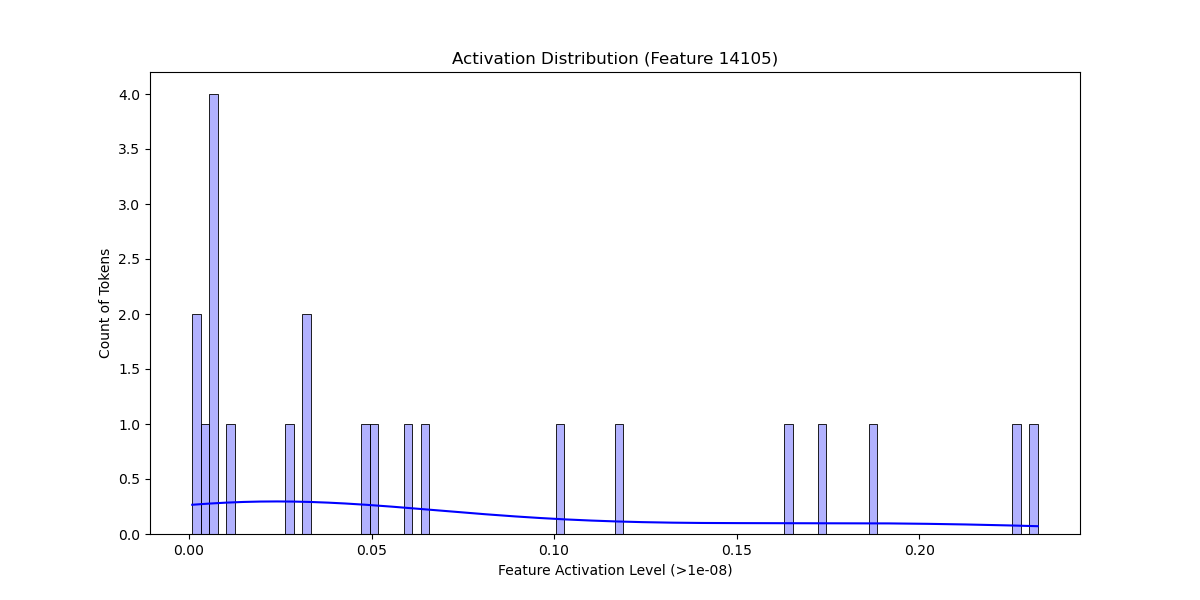 Activation Distribution (Feature 14105)
4.0
3.5
3.0
2.5
2.0
1.5
1.0
0.5
0.0
Count of Tokens
0.00 0.05 0.10 0.15 0.20
Feature Activation Level (>1e-08)